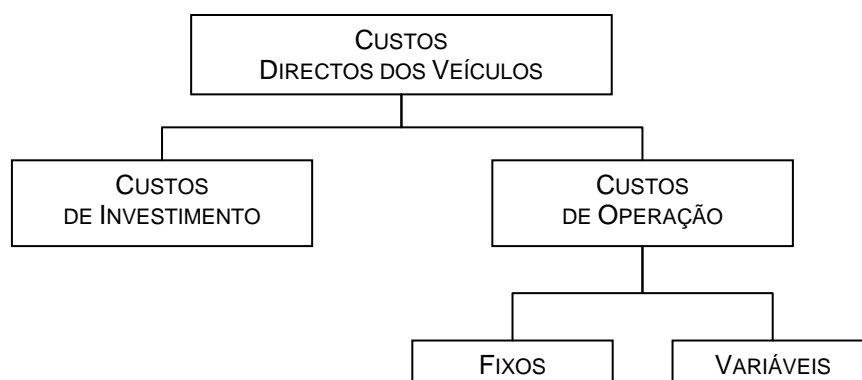 CUSTOS
DIRECTOS DOS VEÍCULOS
CUSTOS
DE INVESTIMENTO
CUSTOS
DE OPERAÇÃO
FIXOS
VARIÁVEIS